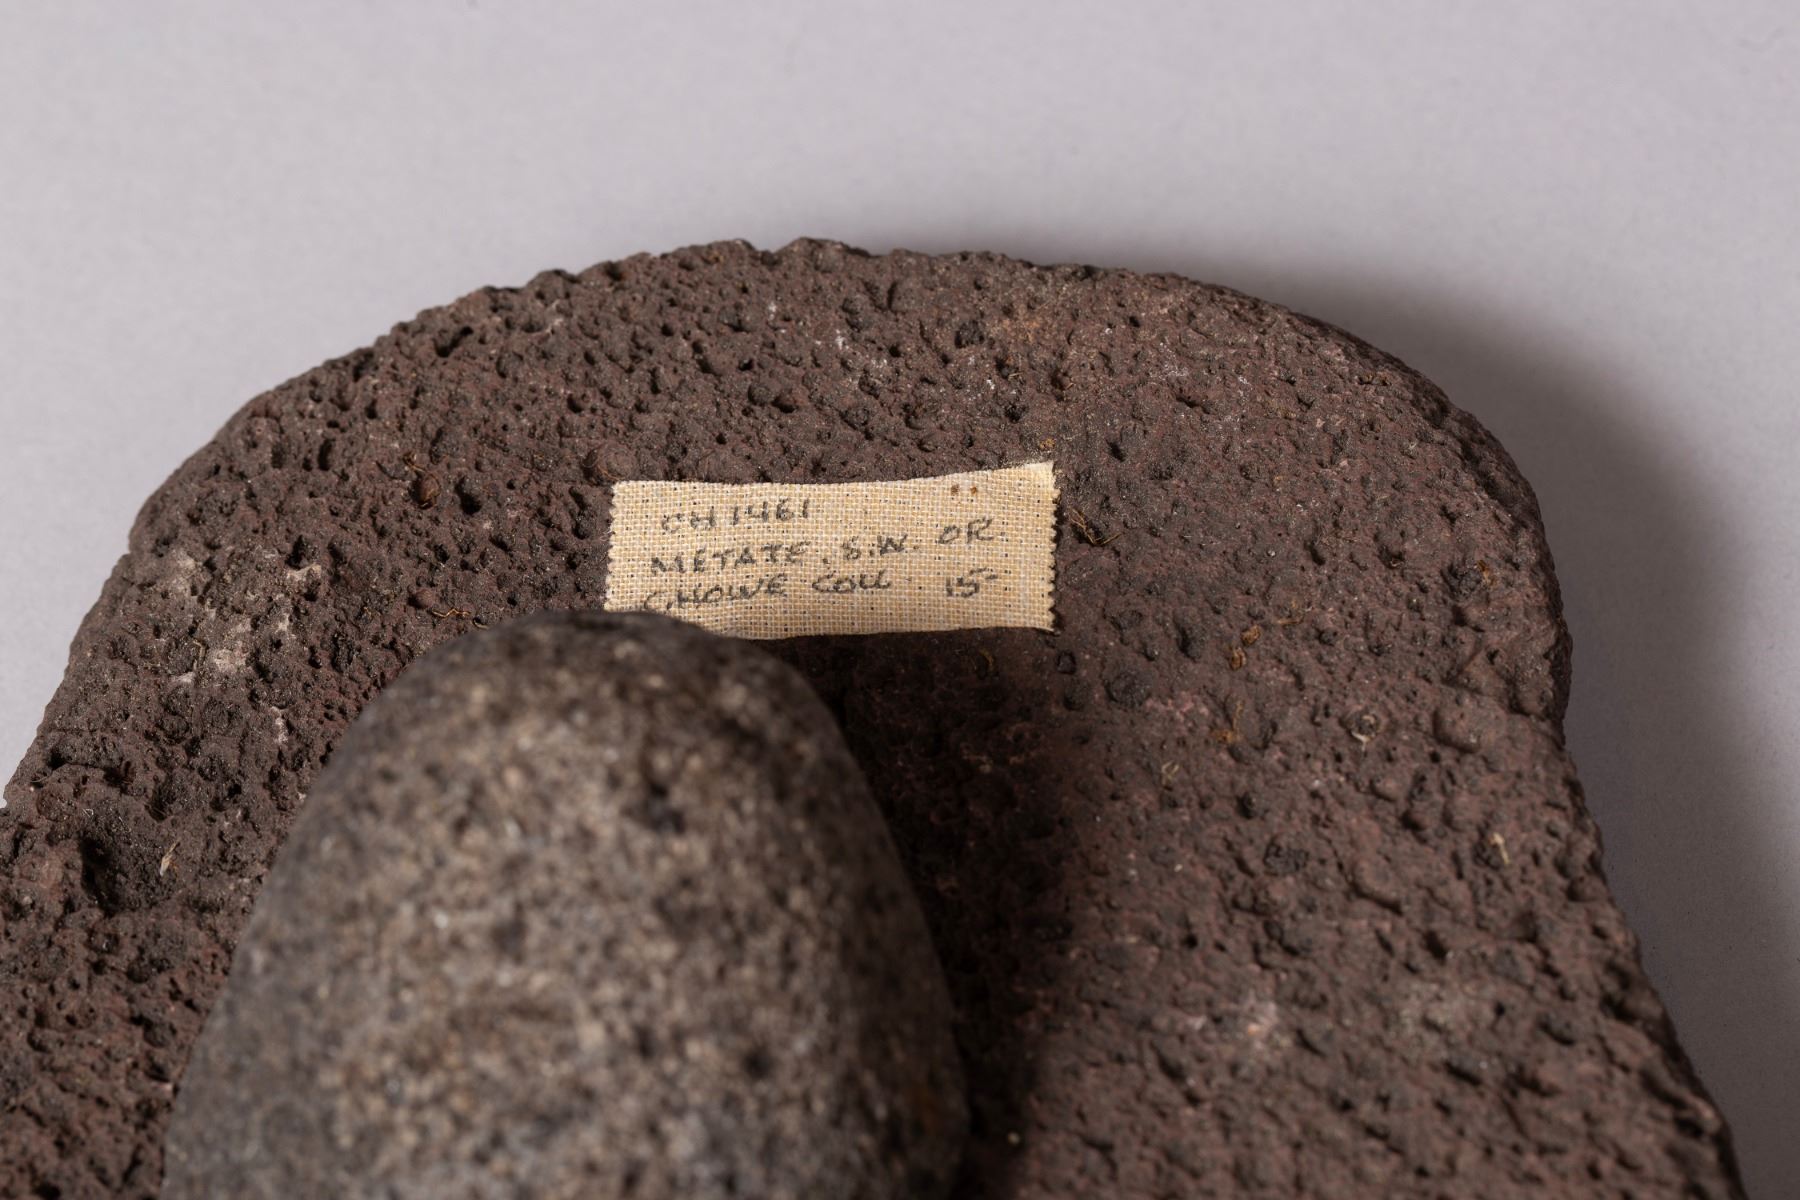 CH 1461
METATE. S.W. OR.
C. HOWE COLL 15-